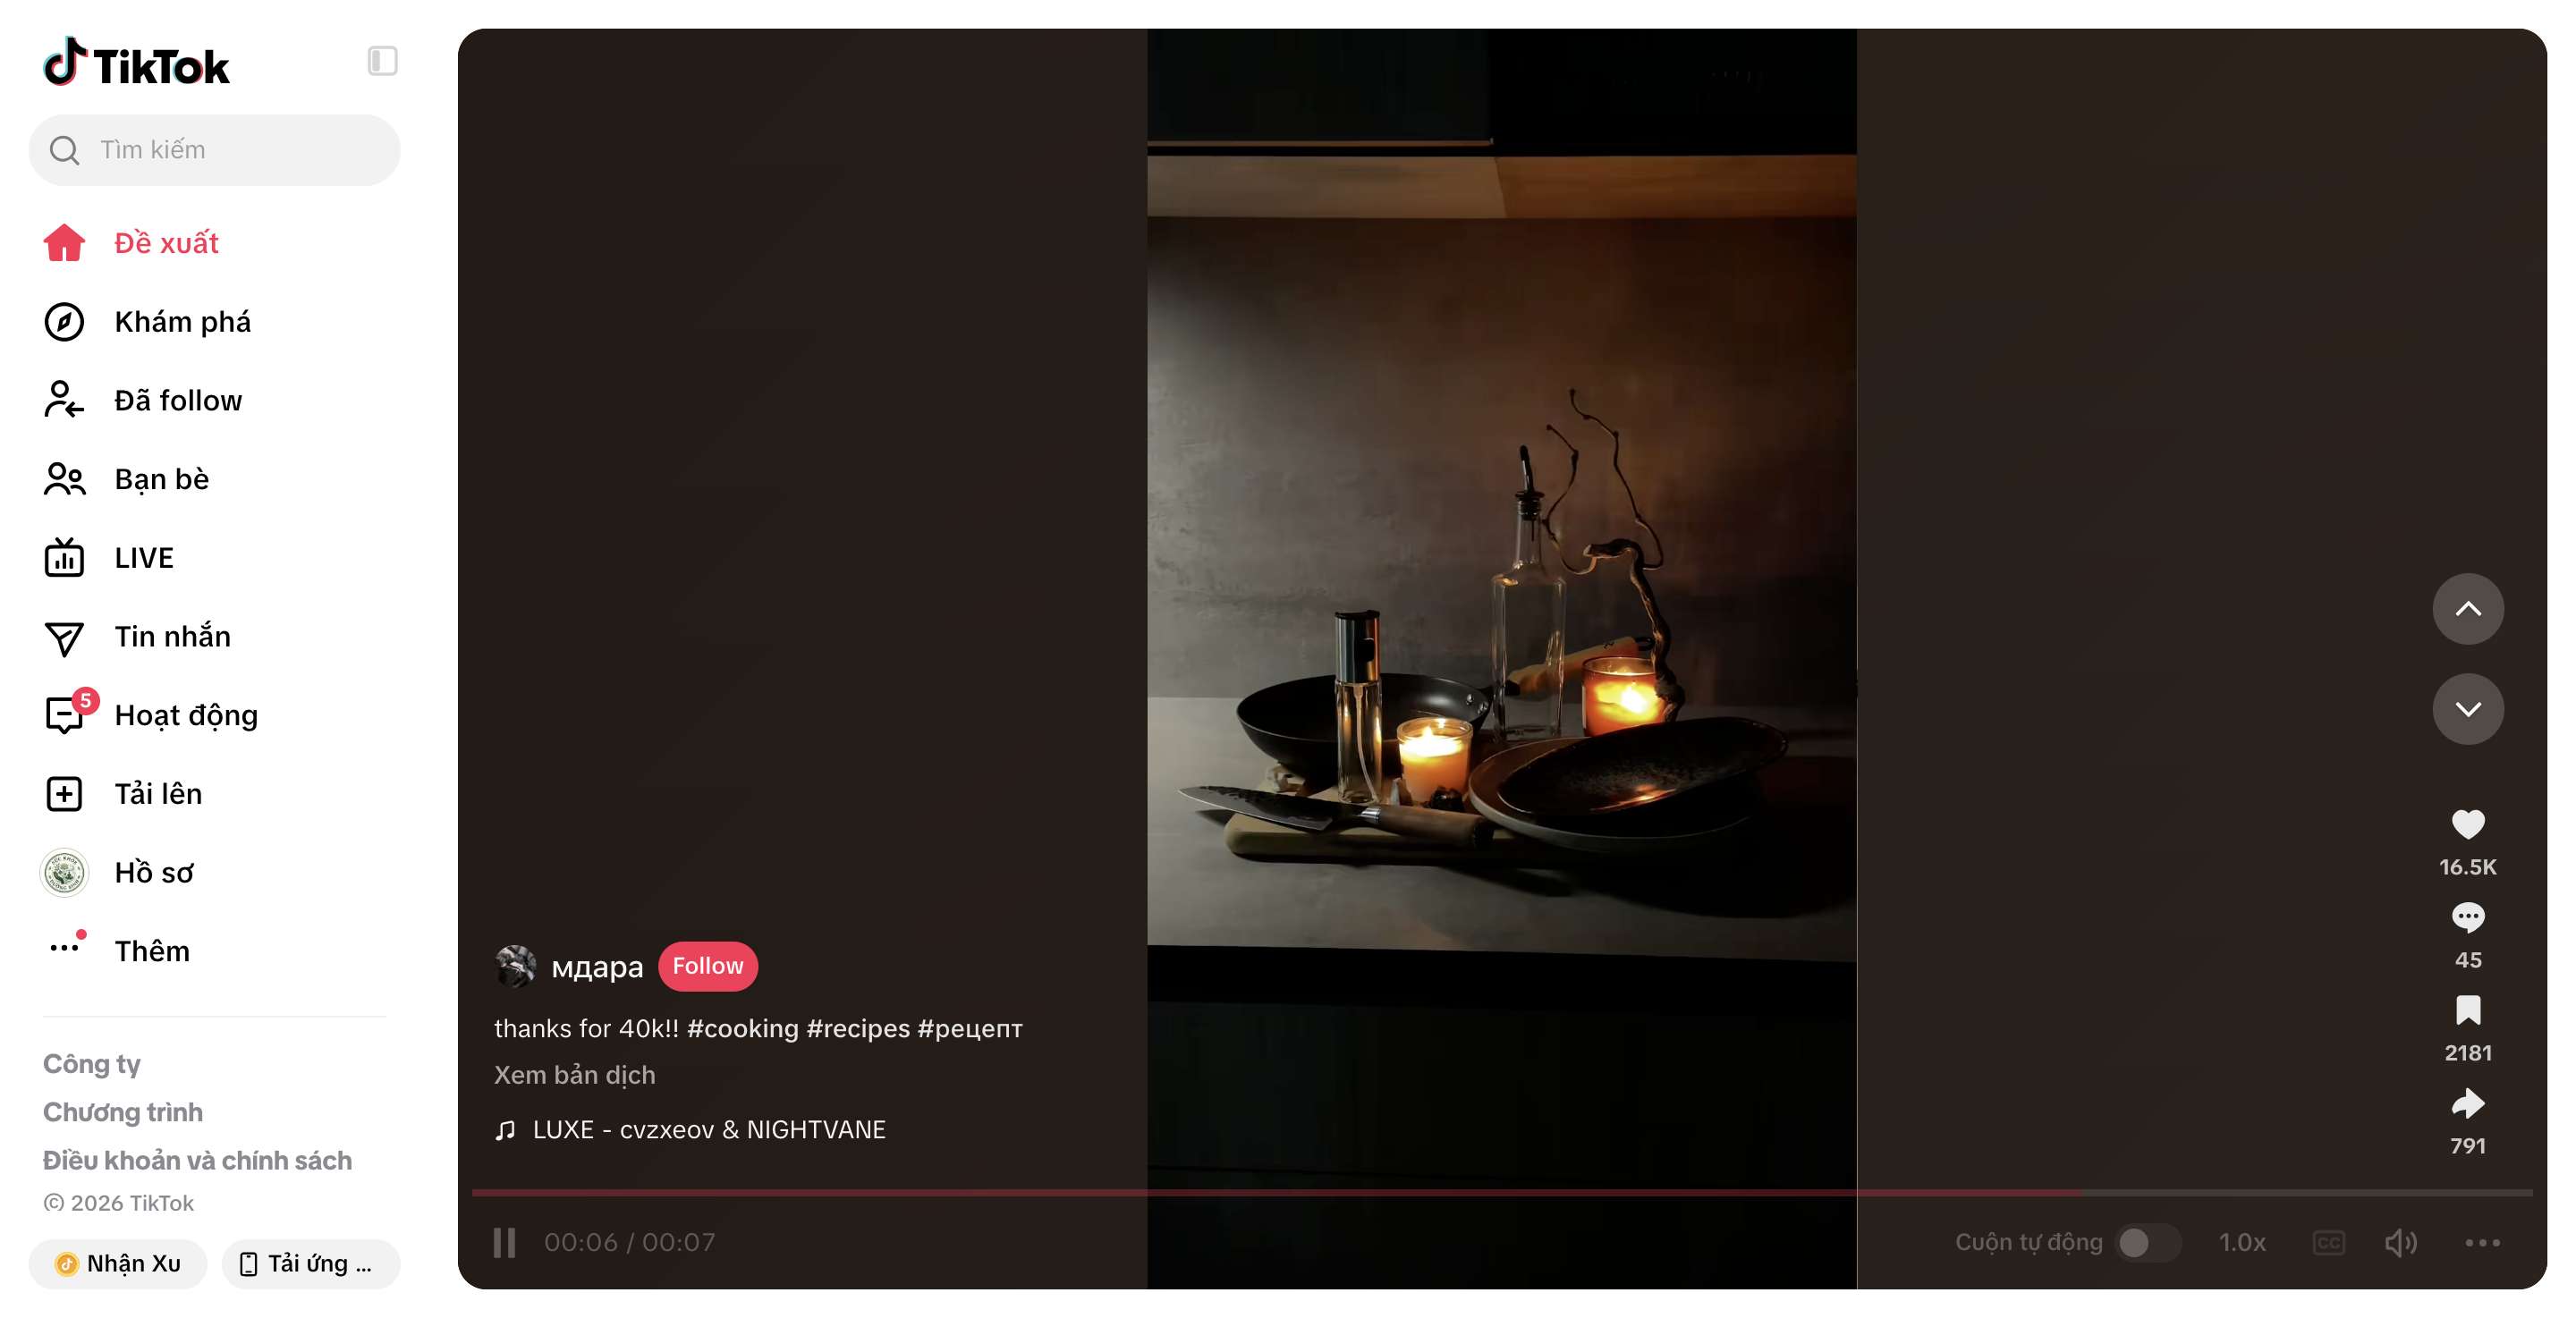 TikTok
Tìm kiếm
Đề xuất
Khám phá
Đã follow
Bạn bè
LIVE
Tin nhắn
5
Hoạt động
Tải lên
Hồ sơ
Thêm
Công ty
Chương trình
Điều khoản và chính sách
© 2026 TikTok
Nhận Xu
Tải ứng ...
мдара
Follow
thanks for 40k!! #cooking #recipes #рецепт
Xem bản dịch
LUXE - cvzxeov & NIGHTVANE
00:06 / 00:07
16.5K
45
2181
791
Cuộn tự động
1.0x
CC